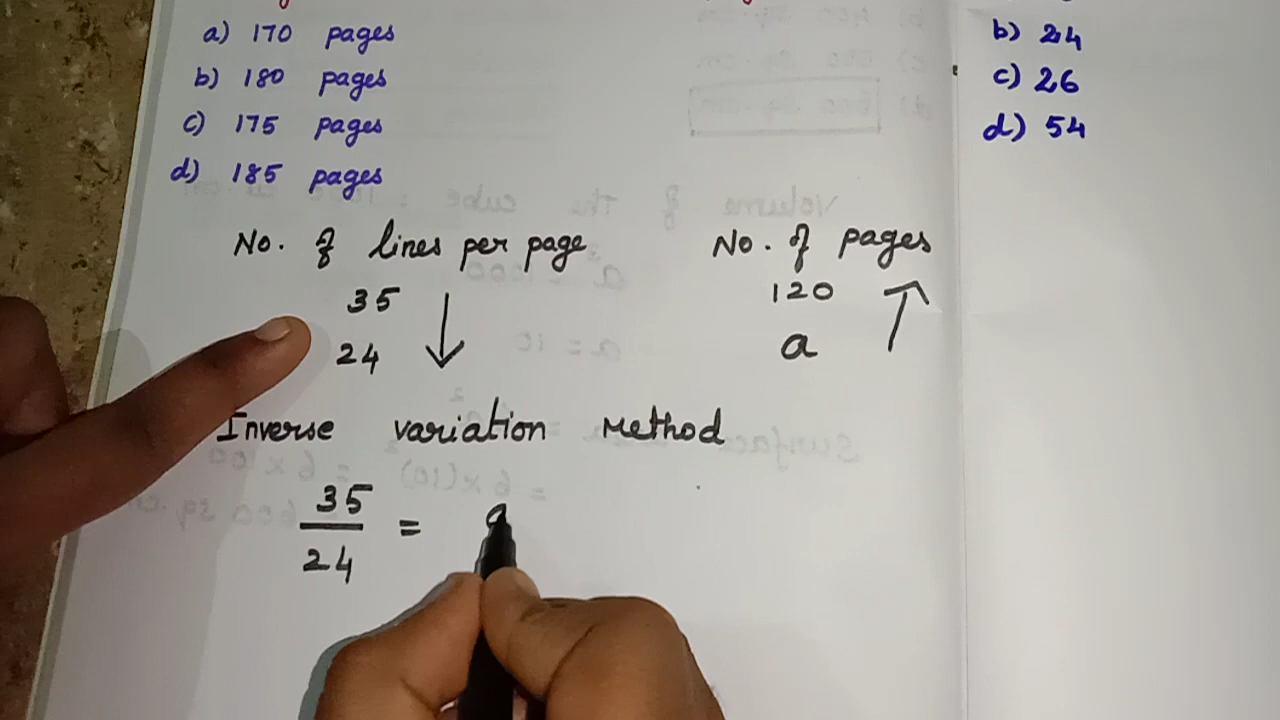 a) 170 pages
b) 180 pages
c) 175 pages
d) 185 pages
b) 24
c) 26
d) 54
No. of lines per page No. of pages
35 120
24 a
Inverse variation Method
35
24 = a